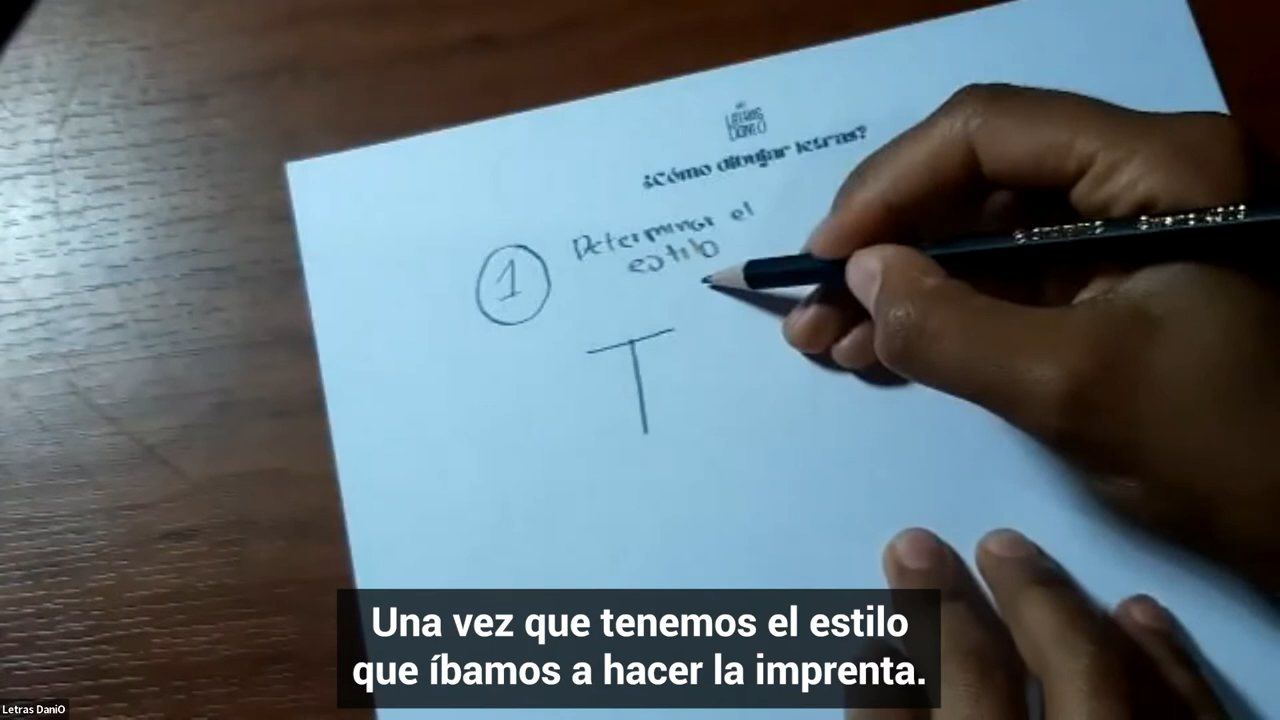 LETRAS
DANIO
¿Cómo dibujar letras?
1
Determinar el
estilo
T
Una vez que tenemos el estilo
que íbamos a hacer la imprenta.
Letras DaniO